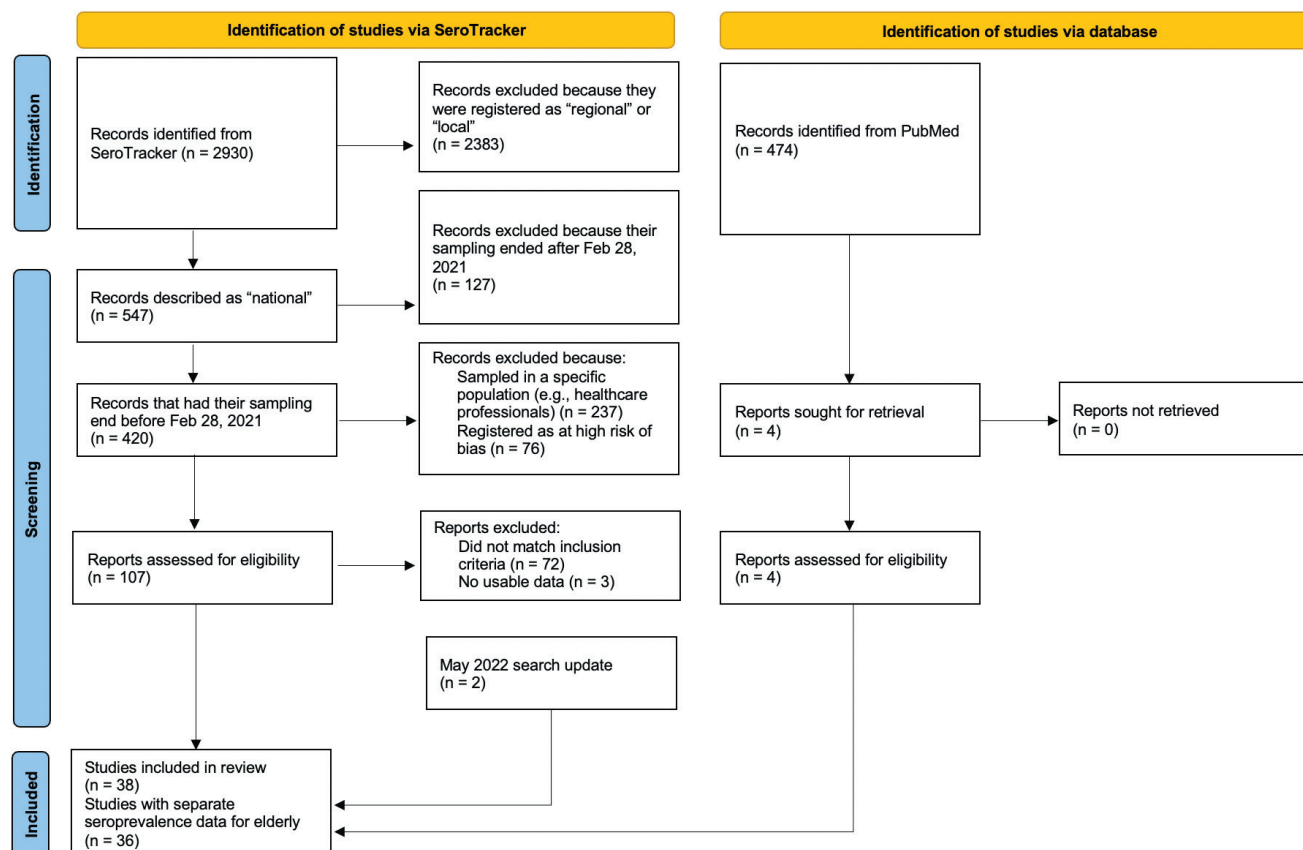 Identification of studies via SeroTracker
Identification of studies via database
Identification
Records identified from
SeroTracker (n = 2930)
Records excluded because they
were registered as “regional” or
“local”
(n = 2383)
Records identified from PubMed
(n = 474)
Screening
Records described as “national”
(n = 547)
Records excluded because their
sampling ended after Feb 28,
2021
(n = 127)
Records that had their sampling
end before Feb 28, 2021
(n = 420)
Records excluded because:
Sampled in a specific
population (e.g., healthcare
professionals) (n = 237)
Registered as at high risk of
bias (n = 76)
Reports sought for retrieval
(n = 4)
Reports not retrieved
(n = 0)
Reports assessed for eligibility
(n = 107)
Reports excluded:
Did not match inclusion
criteria (n = 72)
No usable data (n = 3)
Reports assessed for eligibility
(n = 4)
May 2022 search update
(n = 2)
Included
Studies included in review
(n = 38)
Studies with separate
seroprevalence data for elderly
(n = 36)